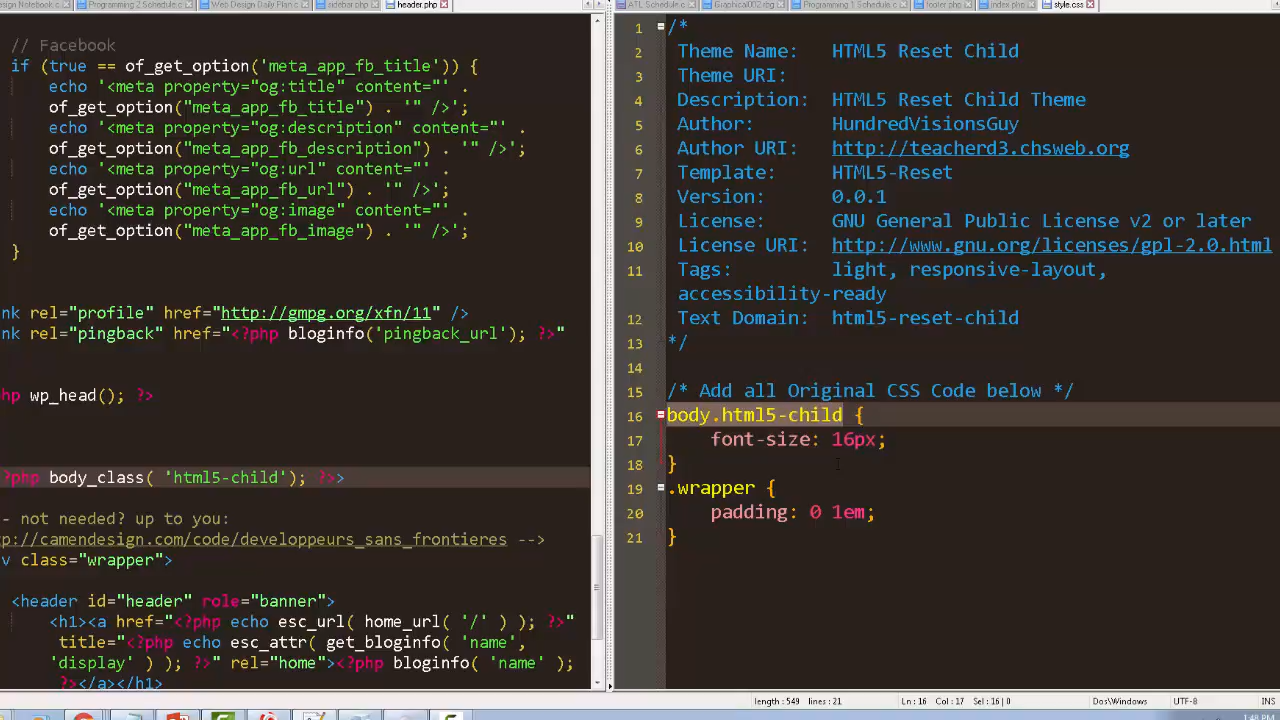 header.php
style.css
// Facebook
if (true == of_get_option('meta_app_fb_title')) {
echo '<meta property="og:title" content="' .
of_get_option("meta_app_fb_title") . '" />';
echo '<meta property="og:description" content="' .
of_get_option("meta_app_fb_description") . '" />';
echo '<meta property="og:url" content="' .
of_get_option("meta_app_fb_url") . '" />';
echo '<meta property="og:image" content="' .
of_get_option("meta_app_fb_image") . '" />';
}
nk rel="profile" href="http://gmpg.org/xfn/11" />
nk rel="pingback" href="<?php bloginfo('pingback_url'); ?>"
hp wp_head(); ?>
?php body_class( 'html5-child'); ?>>
- not needed? up to you:
p://camendesign.com/code/developpeurs_sans_frontieres -->
v class="wrapper">
<header id="header" role="banner">
<h1><a href="<?php echo esc_url( home_url( '/' ) ); ?>"
title="<?php echo esc_attr( get_bloginfo( 'name',
'display' ) ); ?>" rel="home"><?php bloginfo( 'name' );
?></a></h1>
1 /*
2 Theme Name: HTML5 Reset Child
3 Theme URI:
4 Description: HTML5 Reset Child Theme
5 Author: HundredVisionsGuy
6 Author URI: http://teacherd3.chsweb.org
7 Template: HTML5-Reset
8 Version: 0.0.1
9 License: GNU General Public License v2 or later
10 License URI: http://www.gnu.org/licenses/gpl-2.0.html
11 Tags: light, responsive-layout,
accessibility-ready
12 Text Domain: html5-reset-child
13 */
14
15 /* Add all Original CSS Code below */
16 body.html5-child {
17 font-size: 16px;
18 }
19 .wrapper {
20 padding: 0 1em;
21 }
length : 549 lines : 21
Ln : 16 Col : 17 Sel : 16 | 0
Dos\Windows
UTF-8
INS